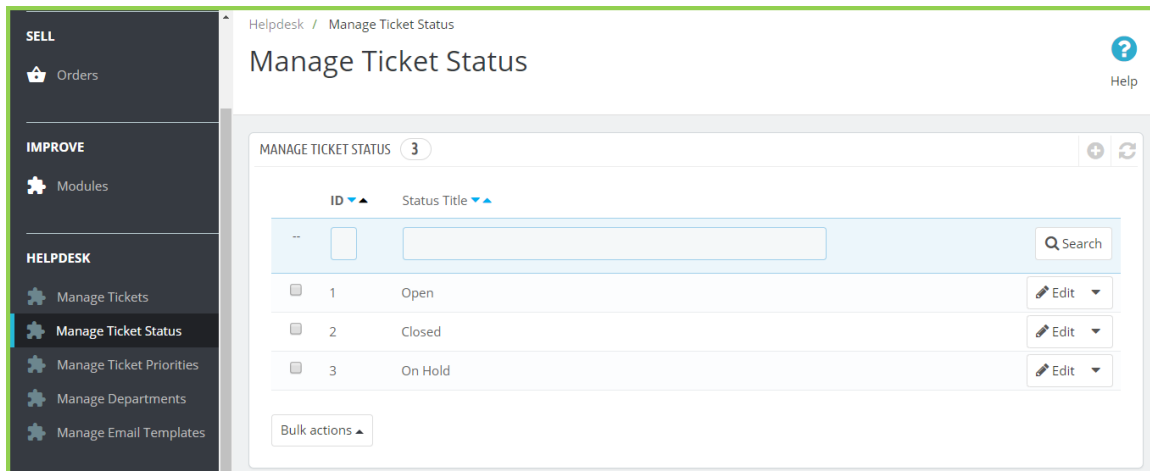 SELL
Orders
IMPROVE
Modules
HELPDESK
Manage Tickets
Manage Ticket Status
Manage Ticket Priorities
Manage Departments
Manage Email Templates
Helpdesk / Manage Ticket Status
Manage Ticket Status
Help
MANAGE TICKET STATUS 3
ID Status Title
-- Search
1 Open Edit
2 Closed Edit
3 On Hold Edit
Bulk actions